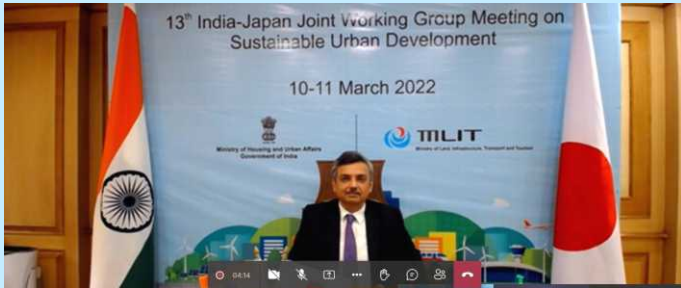 13th India-Japan Joint Working Group Meeting on
Sustainable Urban Development
10-11 March 2022
Ministry of Housing and Urban Affairs
Government of India
MLIT
Ministry of Land, Infrastructure, Transport and Tourism
04:14